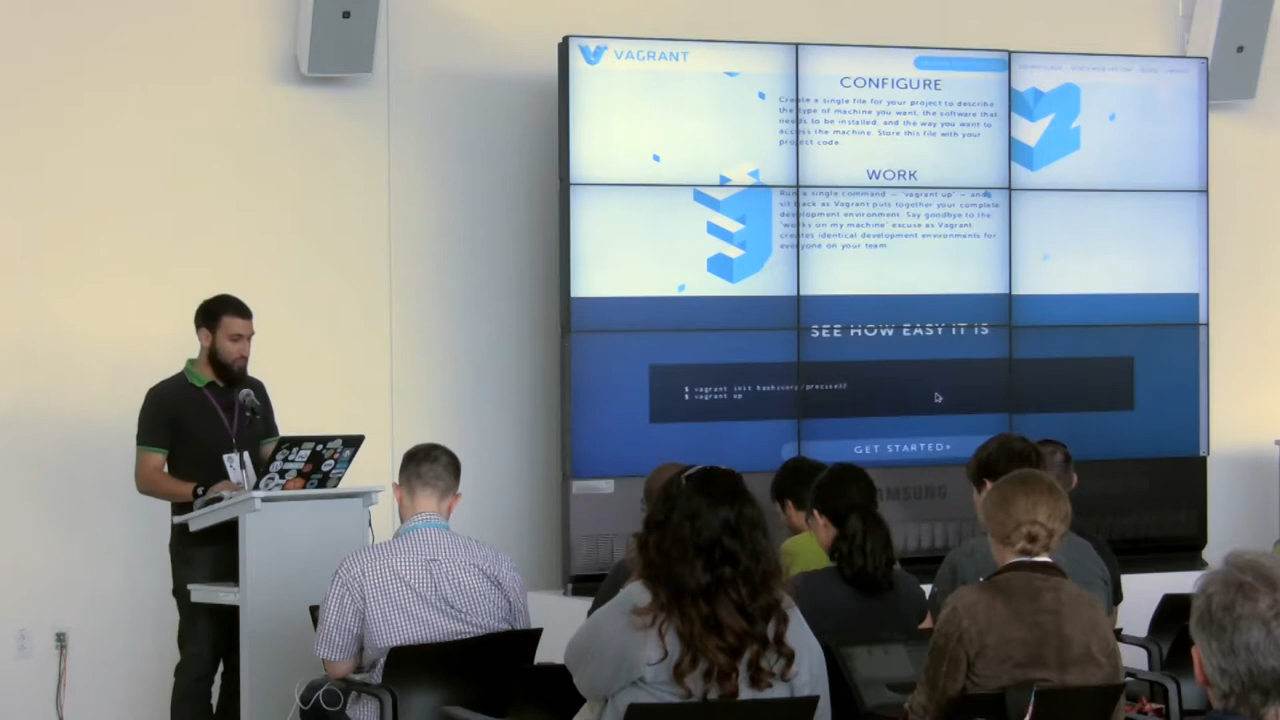 VAGRANT
CONFIGURE
Create a single file for your project to describe
the type of machine you want, the software that
needs to be installed, and the way you want to
access the machine. Store this file with your
project code.
WORK
Run a single command — "vagrant up" — and
sit back as Vagrant puts together your complete
development environment. Say goodbye to the
"works on my machine" excuse as Vagrant
creates identical development environments for
everyone on your team.
SEE HOW EASY IT IS
$ vagrant init hashicorp/precise32
$ vagrant up
GET STARTED
SAMSUNG